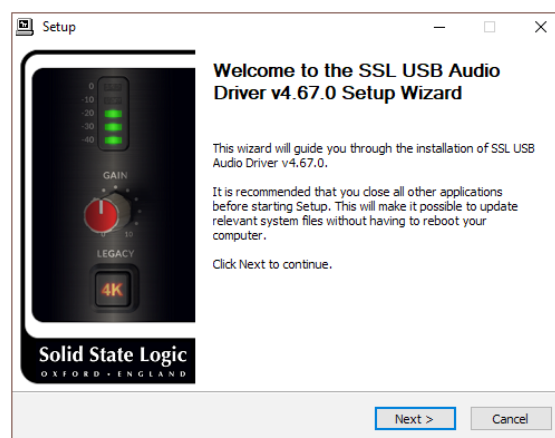 Setup
0
-10
-20
-30
-40
GAIN
0 10
LEGACY
4K
Solid State Logic
OXFORD • ENGLAND
Welcome to the SSL USB Audio
Driver v4.67.0 Setup Wizard
This wizard will guide you through the installation of SSL USB
Audio Driver v4.67.0.
It is recommended that you close all other applications
before starting Setup. This will make it possible to update
relevant system files without having to reboot your
computer.
Click Next to continue.
Next >
Cancel